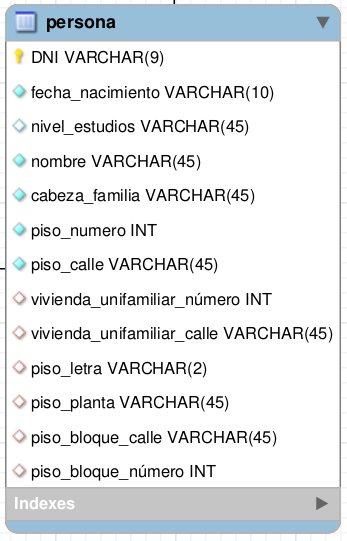 persona
DNI VARCHAR(9)
fecha_nacimiento VARCHAR(10)
nivel_estudios VARCHAR(45)
nombre VARCHAR(45)
cabeza_familia VARCHAR(45)
piso_numero INT
piso_calle VARCHAR(45)
vivienda_unifamiliar_número INT
vivienda_unifamiliar_calle VARCHAR(45)
piso_letra VARCHAR(2)
piso_planta VARCHAR(45)
piso_bloque_calle VARCHAR(45)
piso_bloque_número INT
Indexes